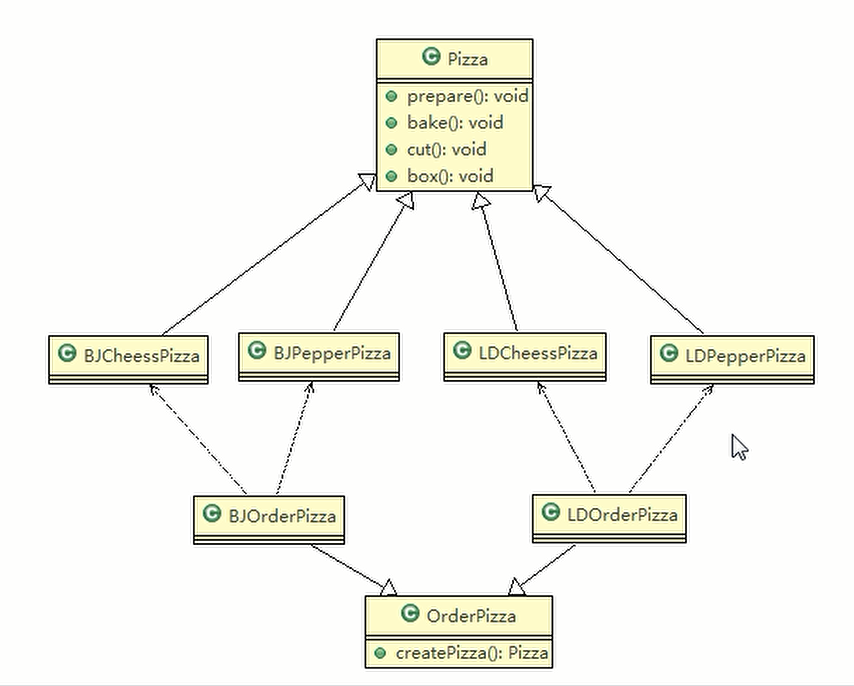 Pizza
prepare(): void
bake(): void
cut(): void
box(): void
BJCheessPizza
BJPepperPizza
LDCheessPizza
LDPepperPizza
BJOrderPizza
LDOrderPizza
OrderPizza
createPizza(): Pizza